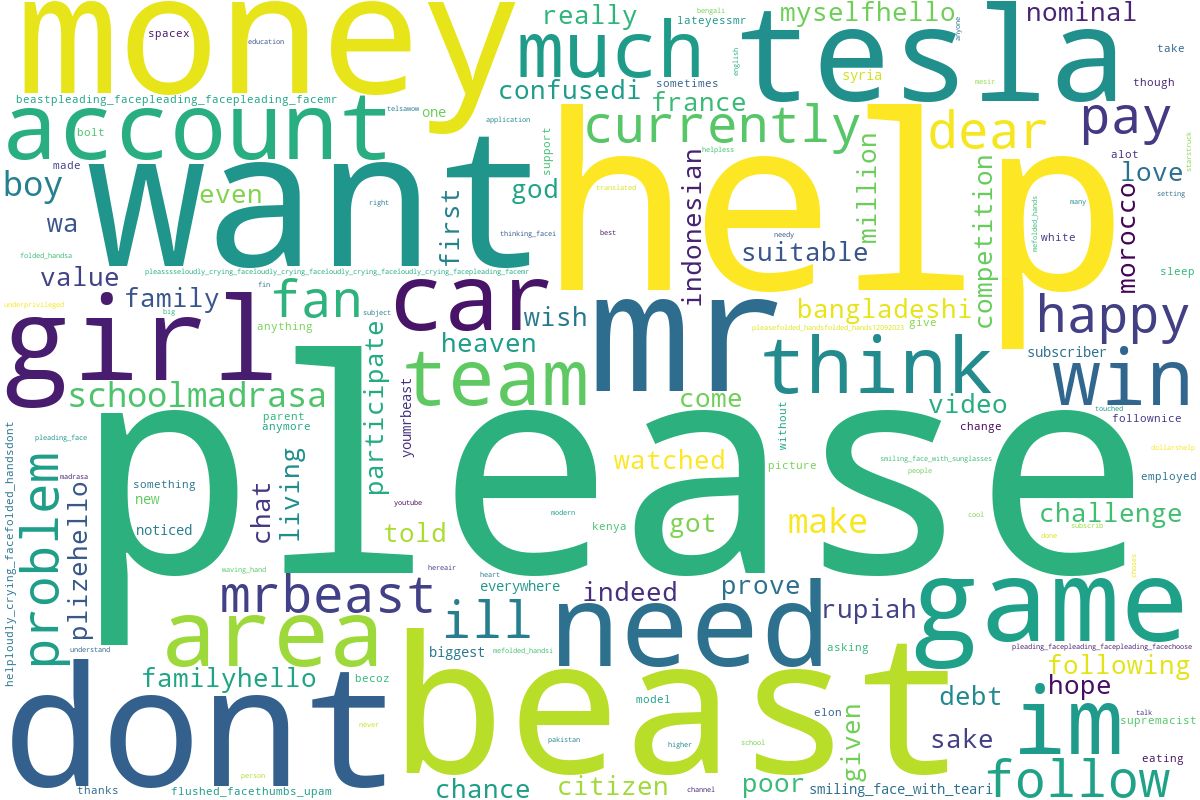 money
spacex
education
really
bengali
lateyessmr
myselfhello
nominal
much
tesla
anyone
take
english
syria
mesir
though
confusedi
sometimes
beastpleading_facepleading_facepleading_facemr
telsawow
one
france
account
bolt
application
currently
dear
pay
starstruck
made
support
helpless
million
alot
want
help
boy
even
first
god
translated
indonesian
competition
love
morocco
setting
wa
right
thinking_facei
best
needy
suitable
mefolded_hands
many
white
folded_handsa
pleasssseloudly_crying_faceloudly_crying_faceloudly_crying_faceloudly_crying_facepleading_facemr
sleep
value
fin
car
family
fan
underprivileged
big
subject
wish
mr
bangladeshi
give
happy
girl
anything
pleasefolded_handsfolded_hands12092023
participate
heaven
think
subscriber
win
team
schoolmadrasa
youmrbeast
come
video
touched
parent
anymore
without
change
follownice
please
pleading_face
helploudly_crying_facefolded_handsdont
problem
living
watched
picture
smiling_face_with_sunglasses
people
dollarshelp
employed
madrasa
something
new
plizehello
chat
noticed
youtube
modern
told
kenya
got
make
cool
challenge
subscrib
done
waving_hand
hereair
heart
everywhere
mrbeast
indeed
prove
rupiah
game
area
ill
need
understand
biggest
mefolded_handsi
asking
pleading_facepleading_facepleading_facechoose
following
familyhello
becoz
beast
dont
model
debt
hope
im
elon
talk
supremacist
never
pakistan
higher
school
given
sake
eating
person
thanks
flushed_facethumbs_upam
chance
citizen
channel
poor
smiling_face_with_teari
follow